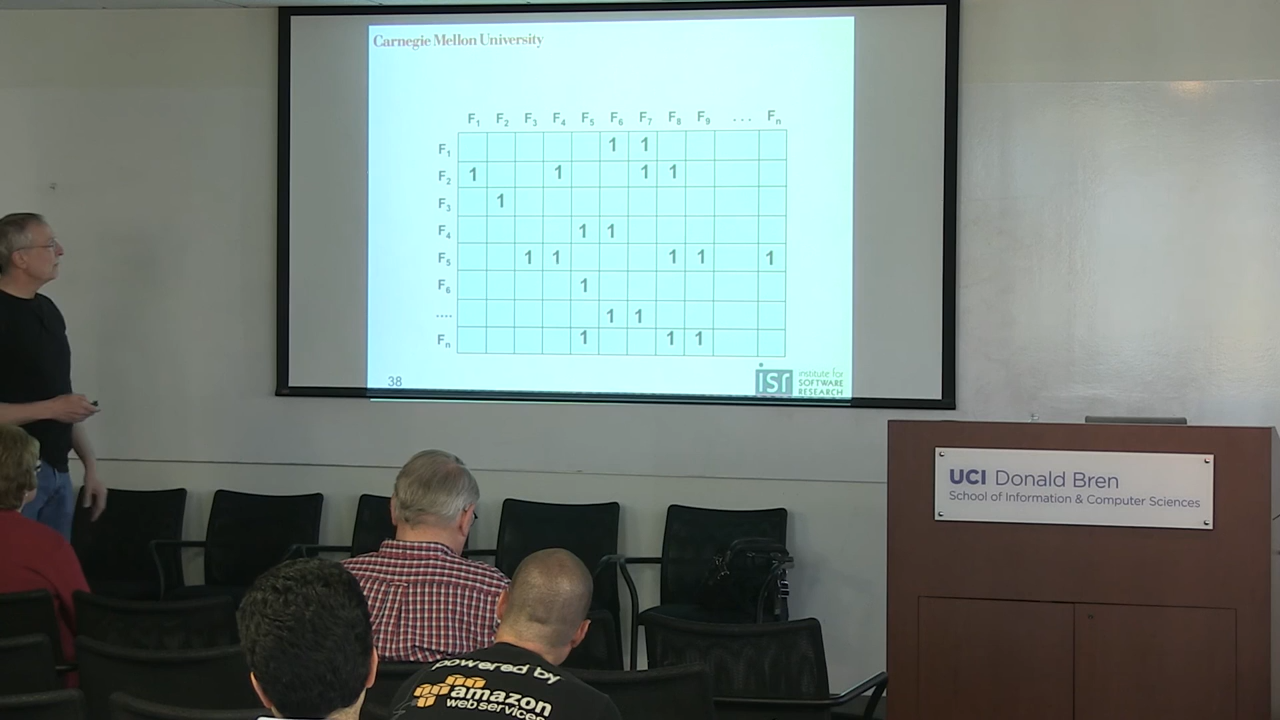 Carnegie Mellon University
F1 F2 F3 F4 F5 F6 F7 F8 F9 ... Fn
F1 1 1
F2 1 1 1 1
F3 1
F4 1 1
F5 1 1 1 1 1
F6 1
.... 1 1
Fn 1 1 1
38
isr institute for
SOFTWARE
RESEARCH
UCI Donald Bren
School of Information & Computer Sciences
powered by
amazon
webservices